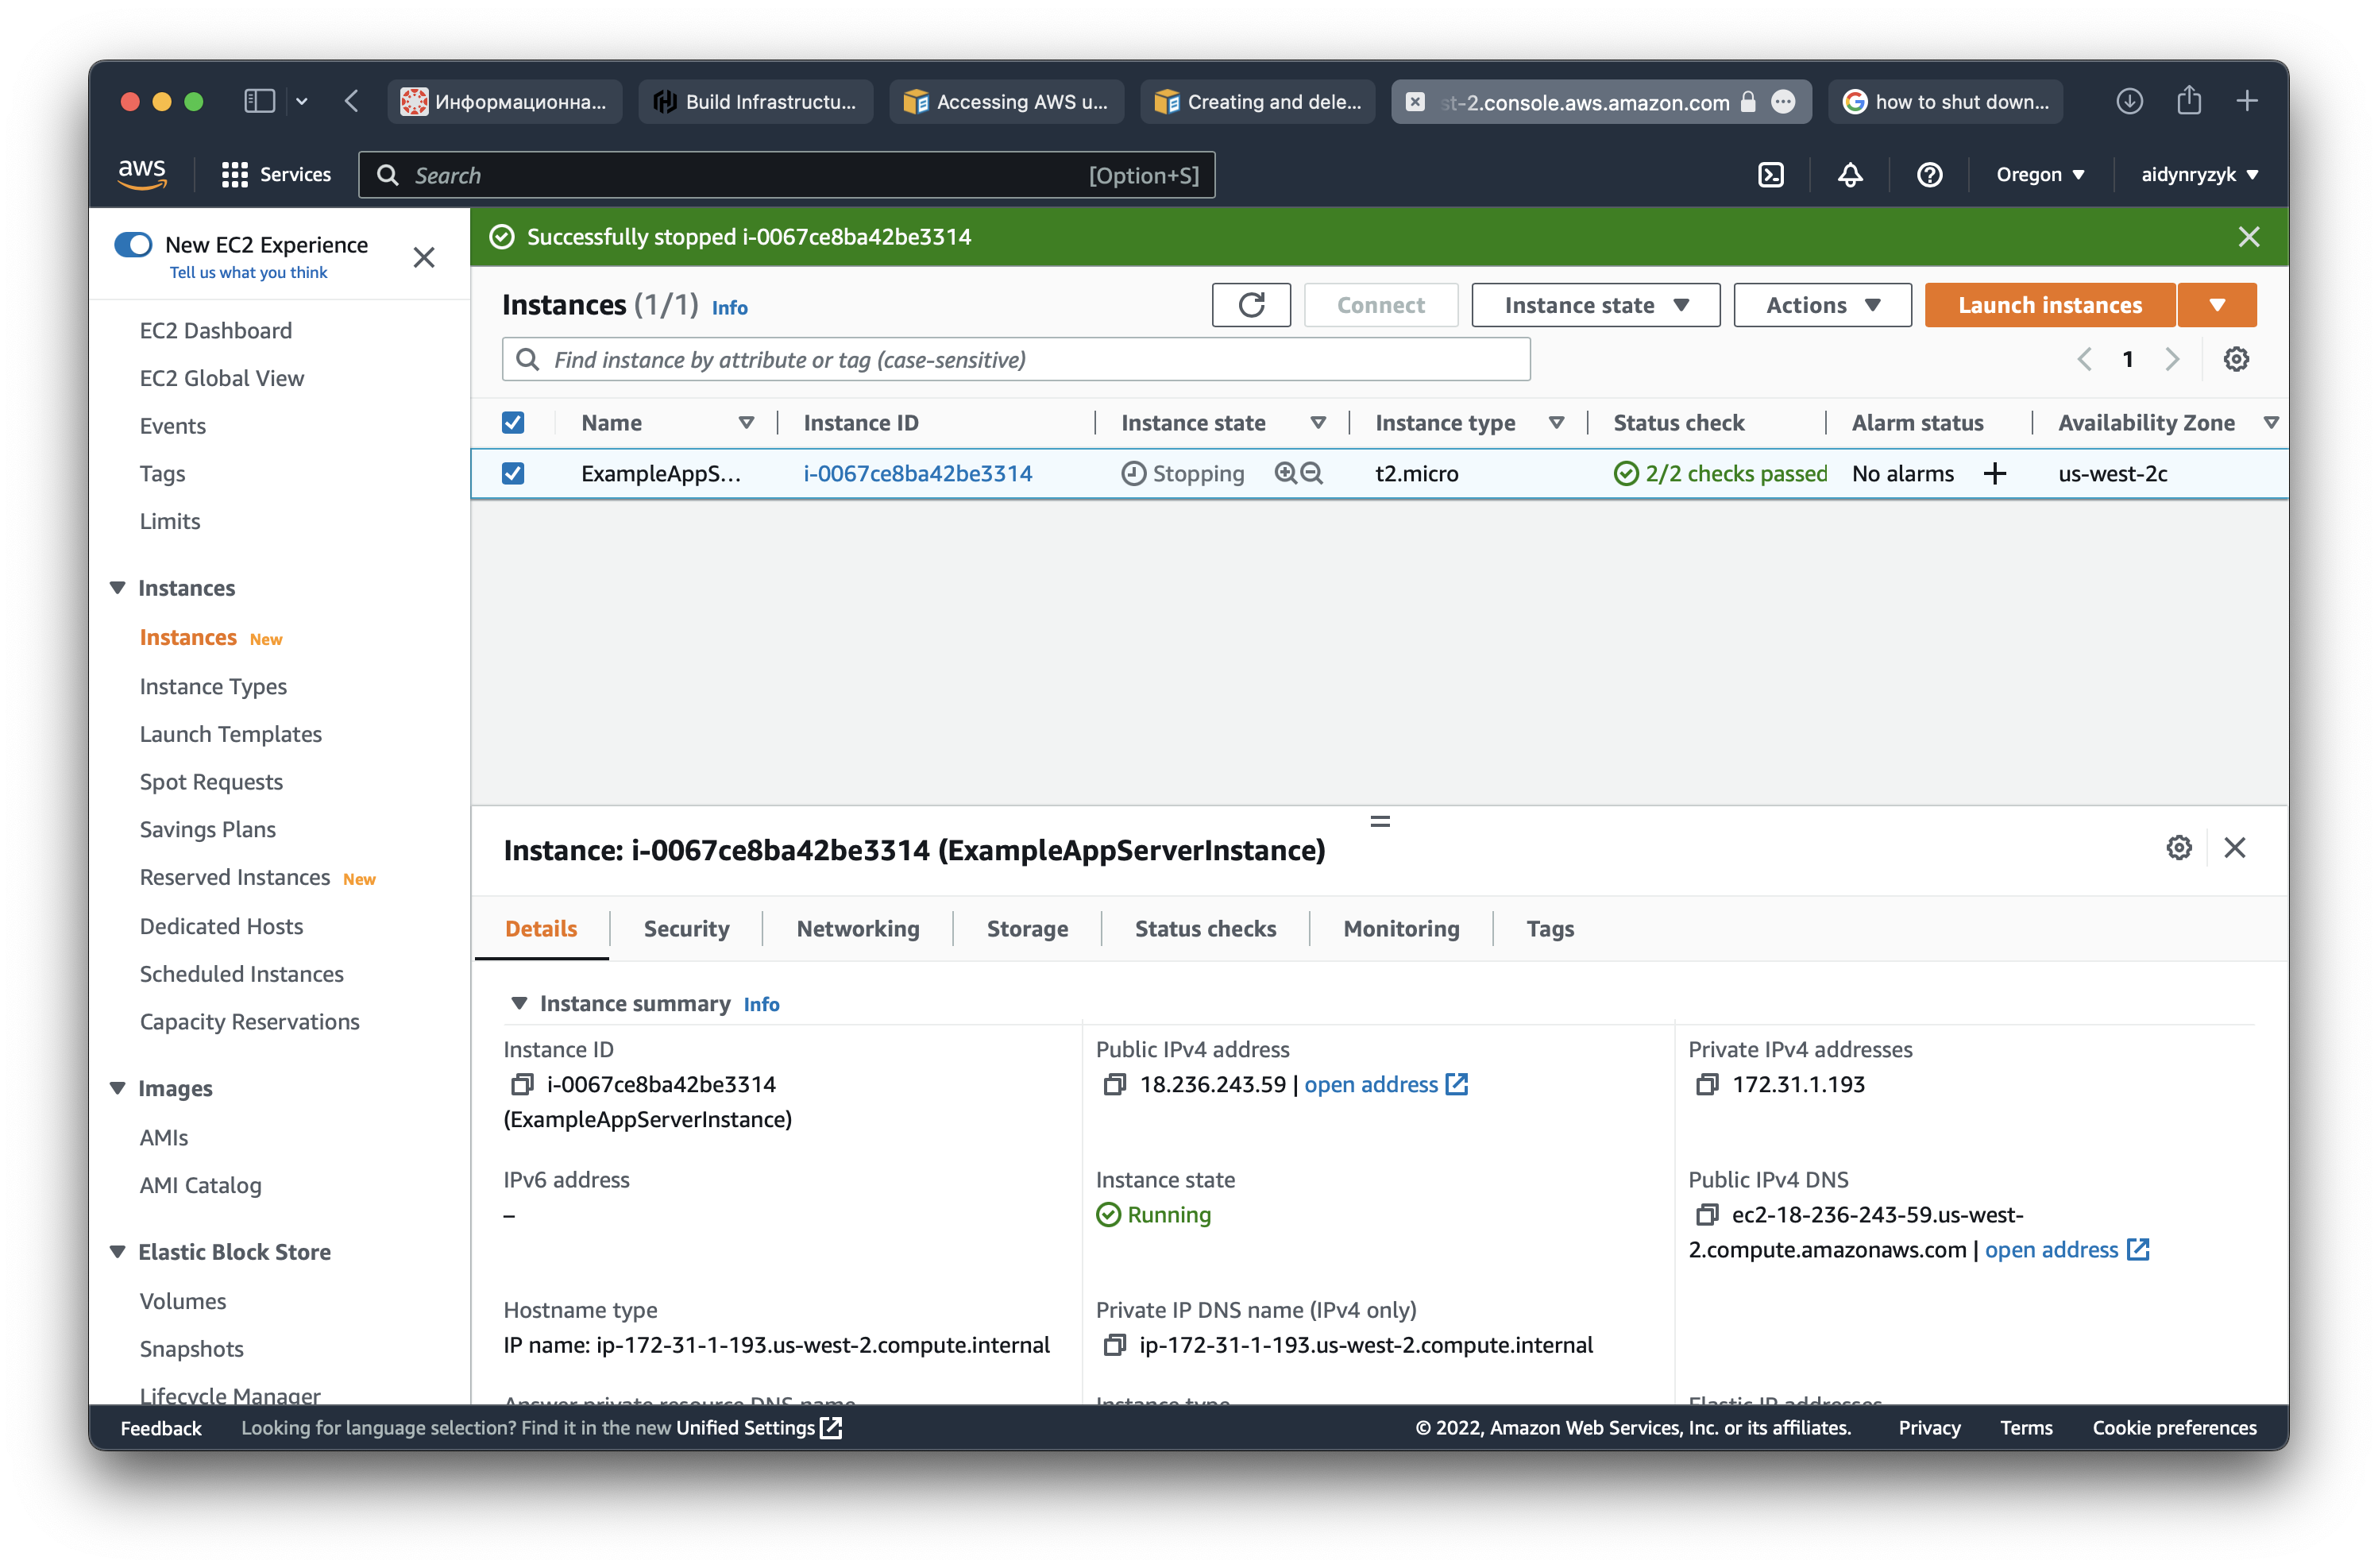 Информационна...
Build Infrastructu...
Accessing AWS u...
Creating and dele...
st-2.console.aws.amazon.com
how to shut down...
aws
Services
Search
[Option+S]
Oregon
aidynryzyk
New EC2 Experience
Tell us what you think
EC2 Dashboard
EC2 Global View
Events
Tags
Limits
Instances
Instances New
Instance Types
Launch Templates
Spot Requests
Savings Plans
Reserved Instances New
Dedicated Hosts
Scheduled Instances
Capacity Reservations
Images
AMIs
AMI Catalog
Elastic Block Store
Volumes
Snapshots
Lifecycle Manager
Successfully stopped i-0067ce8ba42be3314
Instances (1/1) Info
Connect
Instance state
Actions
Launch instances
Find instance by attribute or tag (case-sensitive)
1
Name Instance ID Instance state Instance type Status check Alarm status Availability Zone
ExampleAppS... i-0067ce8ba42be3314 Stopping t2.micro 2/2 checks passed No alarms us-west-2c
Instance: i-0067ce8ba42be3314 (ExampleAppServerInstance)
Details Security Networking Storage Status checks Monitoring Tags
Instance summary Info
Instance ID
i-0067ce8ba42be3314
(ExampleAppServerInstance)
Public IPv4 address
18.236.243.59 | open address
Private IPv4 addresses
172.31.1.193
IPv6 address
–
Instance state
Running
Public IPv4 DNS
ec2-18-236-243-59.us-west-
2.compute.amazonaws.com | open address
Hostname type
IP name: ip-172-31-1-193.us-west-2.compute.internal
Private IP DNS name (IPv4 only)
ip-172-31-1-193.us-west-2.compute.internal
Answer private resource DNS name
Instance type
Elastic IP addresses
Feedback
Looking for language selection? Find it in the new Unified Settings
© 2022, Amazon Web Services, Inc. or its affiliates.
Privacy
Terms
Cookie preferences